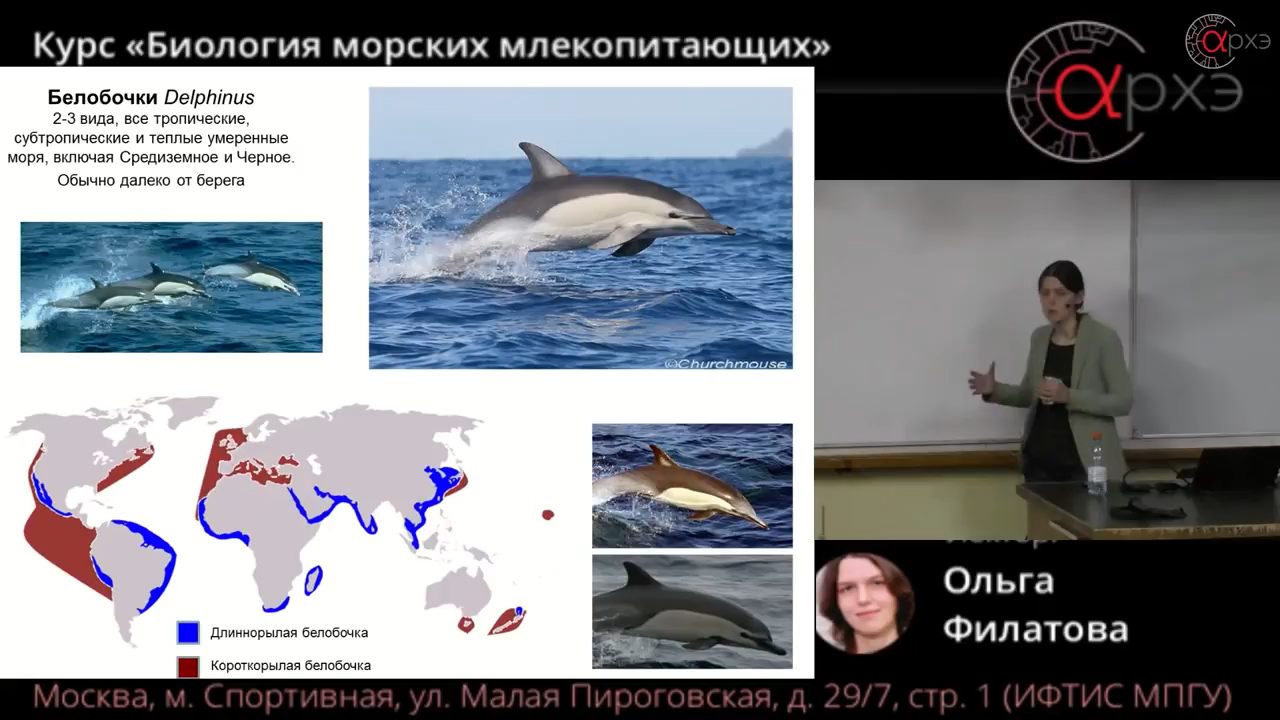 Курс «Биология морских млекопитающих»
αρхэ
αρхэ
Белобочки Delphinus
2-3 вида, все тропические,
субтропические и теплые умеренные
моря, включая Средиземное и Черное.
Обычно далеко от берега
©Churchmouse
Длиннорылая белобочка
Короткорылая белобочка
Ольга
Филатова
Москва, м. Спортивная, ул. Малая Пироговская, д. 29/7, стр. 1 (ИФТИС МПГУ)